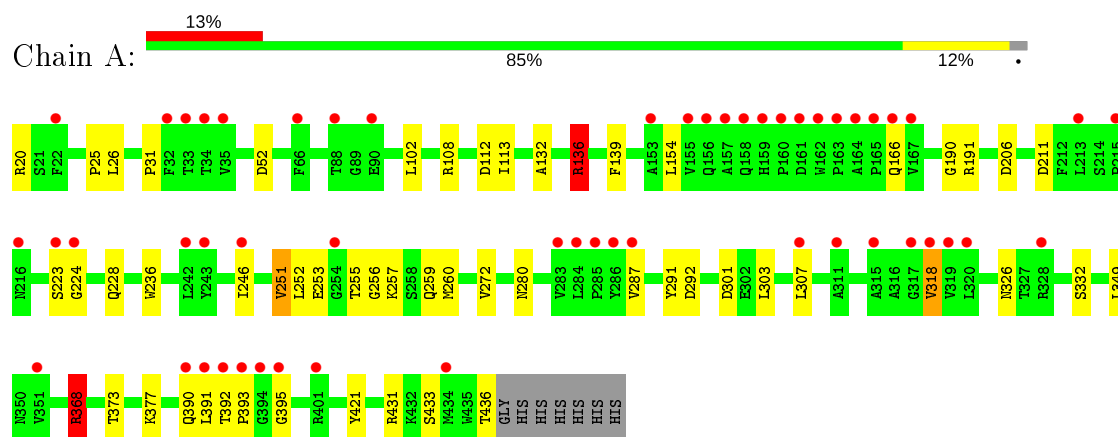 13%
Chain A:
85% 12% •
R20 S21 F22 P25 L26 P31 F32 T33 T34 V35 D52 F66 T88 G89 E90 L102 R108 D112 I113 A132 R136 F139 A153 L154 V155 Q156 A157 Q158 H159 P160 D161 W162 P163 A164 P165 Q166 V167 G190 R191 D206 D211 F212 L213 S214 P215
N216 S223 G224 Q228 W236 L242 Y243 I246 V251 L252 E253 G254 T255 G256 K257 S258 Q259 M260 V272 N280 V283 L284 P285 Y286 V287 Y291 D292 D301 E302 L303 L307 A311 A315 A316 G317 V318 V319 L320 N326 T327 R328 S332 L349
N350 V351 R368 T373 K377 Q390 L391 T392 P393 G394 G395 R401 Y421 R431 K432 S433 M434 W435 T436 GLY HIS HIS HIS HIS HIS HIS